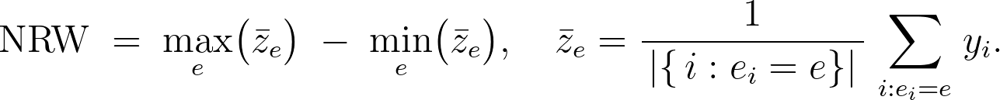 NRW = max_e(z̄_e) − min_e(z̄_e), z̄_e = 1 / |{ i : e_i = e}| ∑_{i:e_i=e} y_i.